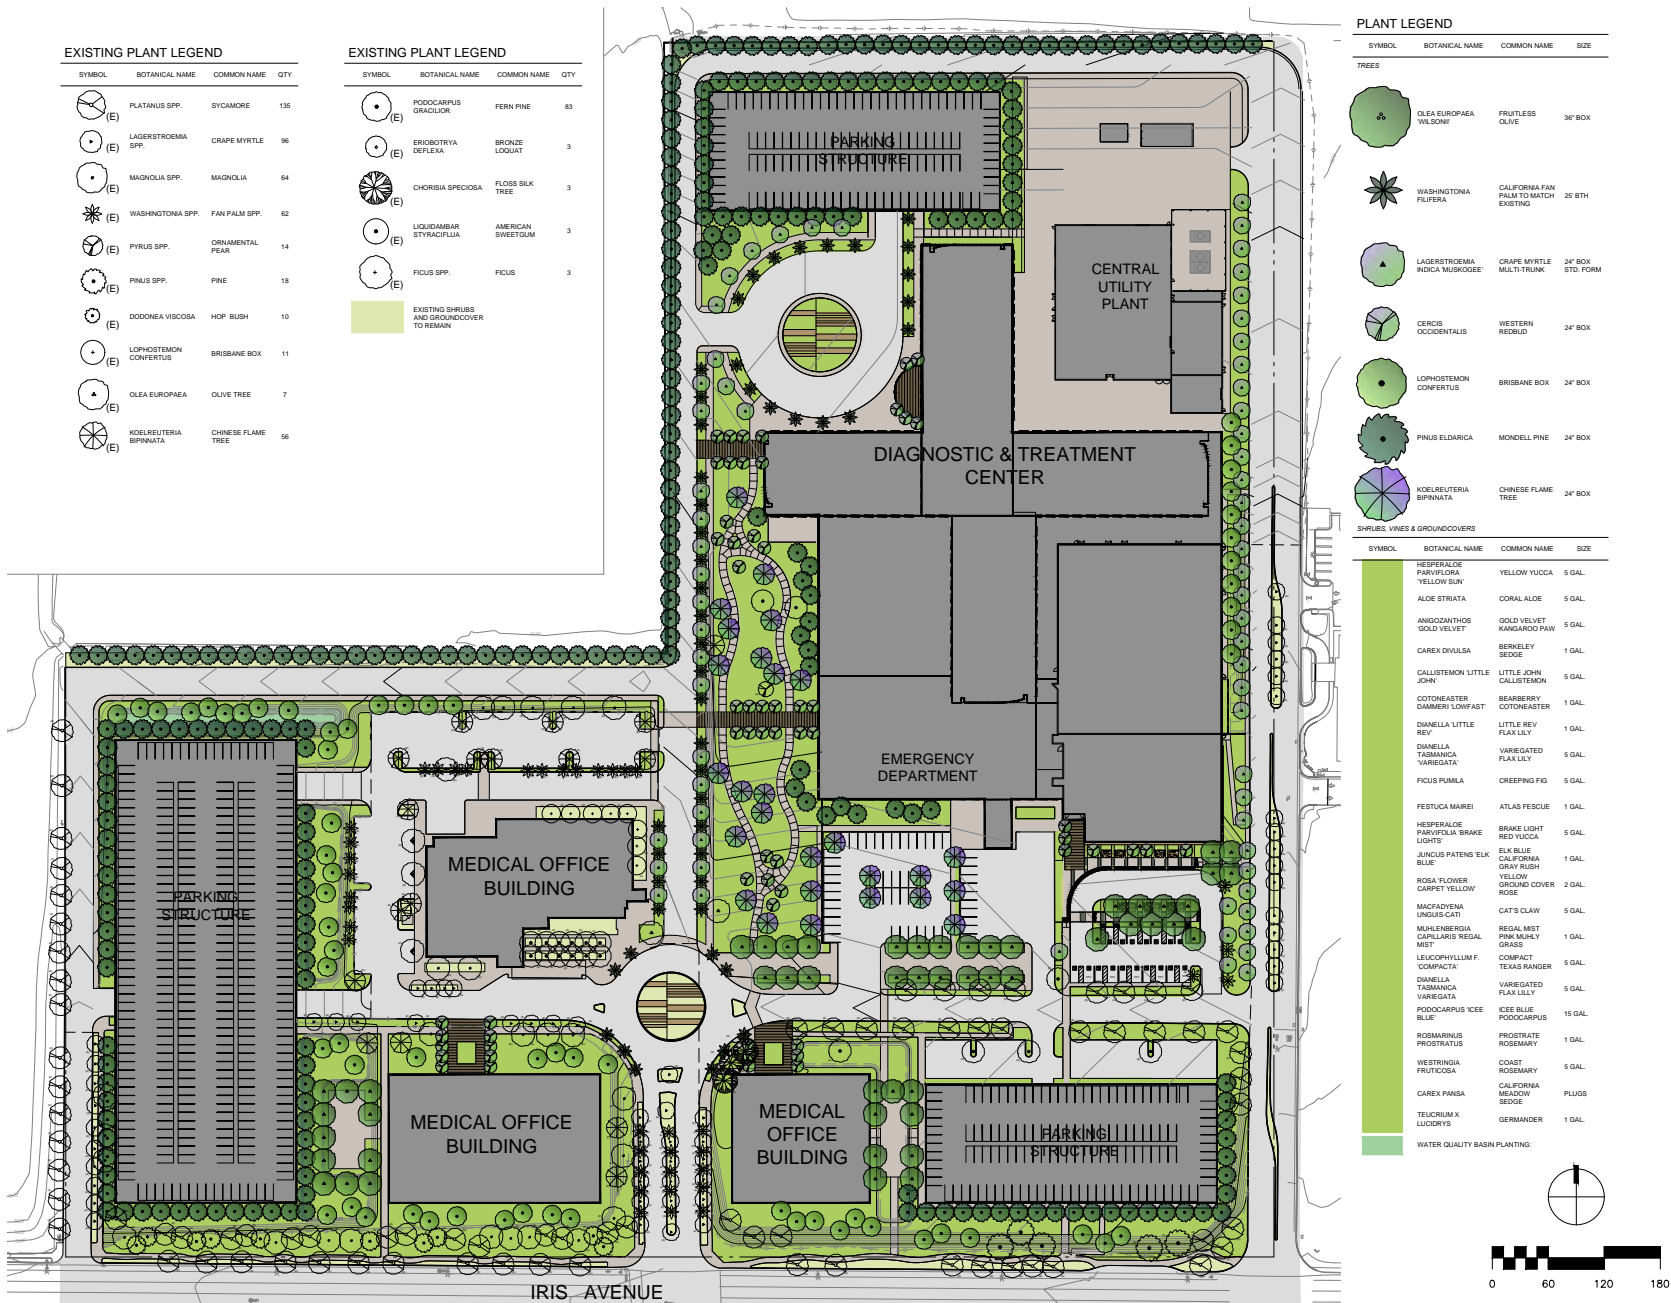 EXISTING PLANT LEGEND
SYMBOL BOTANICAL NAME COMMON NAME QTY
(E) PLATANUS SPP. SYCAMORE 135
(E) LAGERSTROEMIA SPP. CRAPE MYRTLE 96
(E) MAGNOLIA SPP. MAGNOLIA 64
(E) WASHINGTONIA SPP. FAN PALM SPP. 62
(E) PYRUS SPP. ORNAMENTAL PEAR 14
(E) PINUS SPP. PINE 18
(E) DODONEA VISCOSA HOP BUSH 10
(E) LOPHOSTEMON CONFERTUS BRISBANE BOX 11
(E) OLEA EUROPAEA OLIVE TREE 7
(E) KOELREUTERIA BIPINNATA CHINESE FLAME TREE 56
EXISTING PLANT LEGEND
SYMBOL BOTANICAL NAME COMMON NAME QTY
(E) PODOCARPUS GRACILIOR FERN PINE 83
(E) ERIOBOTRYA DEFLEXA BRONZE LOQUAT 3
(E) CHORISIA SPECIOSA FLOSS SILK TREE 3
(E) LIQUIDAMBAR STYRACIFLUA AMERICAN SWEETGUM 3
(E) FICUS SPP. FICUS 3
EXISTING SHRUBS
AND GROUNDCOVER
TO REMAIN
PARKING
STRUCTURE
CENTRAL
UTILITY
PLANT
DIAGNOSTIC & TREATMENT
CENTER
EMERGENCY
DEPARTMENT
MEDICAL OFFICE
BUILDING
PARKING
STRUCTURE
MEDICAL OFFICE
BUILDING
MEDICAL
OFFICE
BUILDING
PARKING
STRUCTURE
IRIS AVENUE
PLANT LEGEND
SYMBOL BOTANICAL NAME COMMON NAME SIZE
TREES
OLEA EUROPAEA 'WILSONII' FRUITLESS OLIVE 36" BOX
WASHINGTONIA FILIFERA CALIFORNIA FAN PALM TO MATCH EXISTING 25' BTH
LAGERSTROEMIA INDICA 'MUSKOGEE' CRAPE MYRTLE MULTI-TRUNK 24" BOX STD. FORM
CERCIS OCCIDENTALIS WESTERN REDBUD 24" BOX
LOPHOSTEMON CONFERTUS BRISBANE BOX 24" BOX
PINUS ELDARICA MONDELL PINE 24" BOX
KOELREUTERIA BIPINNATA CHINESE FLAME TREE 24" BOX
SHRUBS, VINES & GROUNDCOVERS
SYMBOL BOTANICAL NAME COMMON NAME SIZE
HESPERALOE PARVIFLORA 'YELLOW SUN' YELLOW YUCCA 5 GAL.
ALOE STRIATA CORAL ALOE 5 GAL.
ANIGOZANTHOS 'GOLD VELVET' GOLD VELVET KANGAROO PAW 5 GAL.
CAREX DIVULSA BERKELEY SEDGE 1 GAL.
CALLISTEMON 'LITTLE JOHN' LITTLE JOHN CALLISTEMON 5 GAL.
COTONEASTER DAMMERI 'LOWFAST' BEARBERRY COTONEASTER 1 GAL.
DIANELLA 'LITTLE REV' LITTLE REV FLAX LILY 1 GAL.
DIANELLA TASMANICA 'VARIEGATA' VARIEGATED FLAX LILY 5 GAL.
FICUS PUMILA CREEPING FIG 5 GAL.
FESTUCA MAIREI ATLAS FESCUE 1 GAL.
HESPERALOE PARVIFOLIA 'BRAKE LIGHTS' BRAKE LIGHT RED YUCCA 5 GAL.
JUNCUS PATENS 'ELK BLUE' ELK BLUE CALIFORNIA GRAY RUSH 1 GAL.
ROSA 'FLOWER CARPET YELLOW' YELLOW GROUND COVER ROSE 2 GAL.
MACFADYENA UNGUIS-CATI CAT'S CLAW 5 GAL.
MUHLENBERGIA CAPILLARIS 'REGAL MIST' REGAL MIST PINK MUHLY GRASS 1 GAL.
LEUCOPHYLLUM F. 'COMPACTA' COMPACT TEXAS RANGER 5 GAL.
DIANELLA TASMANICA VARIEGATA VARIEGATED FLAX LILLY 5 GAL.
PODOCARPUS 'ICEE BLUE' ICEE BLUE PODOCARPUS 15 GAL.
ROSMARINUS PROSTRATUS PROSTRATE ROSEMARY 1 GAL.
WESTRINGIA FRUTICOSA COAST ROSEMARY 5 GAL.
CAREX PANSA CALIFORNIA MEADOW SEDGE PLUGS
TEUCRIUM X LUCIDRYS GERMANDER 1 GAL.
WATER QUALITY BASIN PLANTING:
0 60 120 180